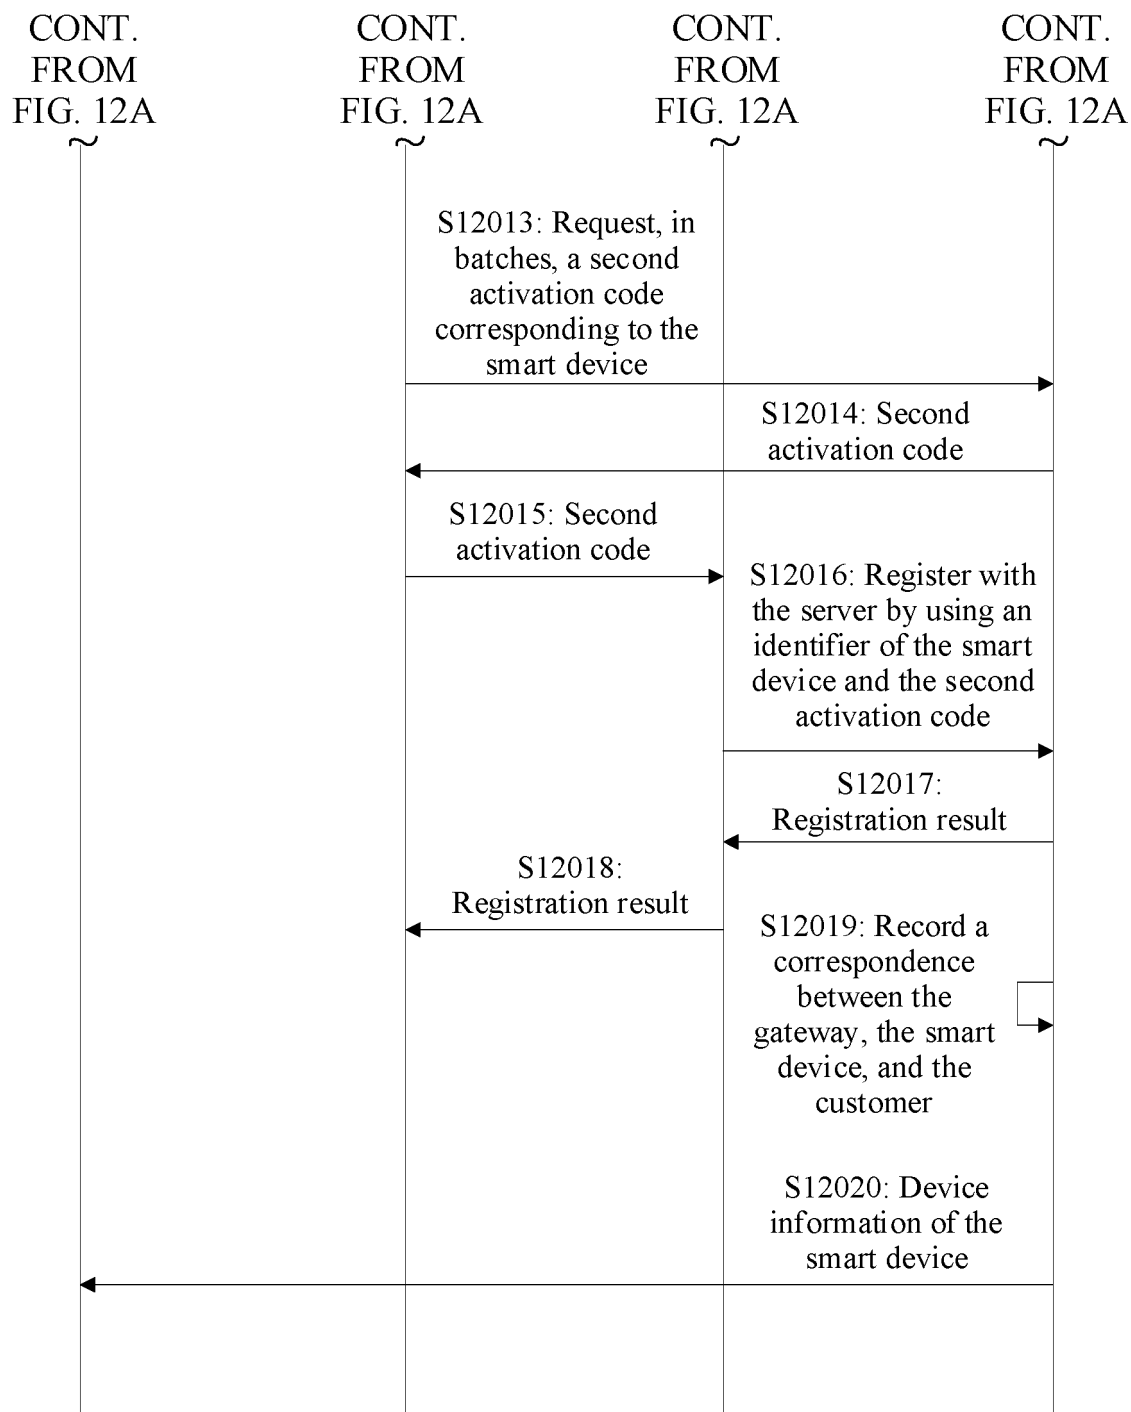 CONT.
FROM
FIG. 12A
CONT.
FROM
FIG. 12A
CONT.
FROM
FIG. 12A
CONT.
FROM
FIG. 12A
S12013: Request, in
batches, a second
activation code
corresponding to the
smart device
S12014: Second
activation code
S12015: Second
activation code
S12016: Register with
the server by using an
identifier of the smart
device and the second
activation code
S12017:
Registration result
S12018:
Registration result
S12019: Record a
correspondence
between the
gateway, the smart
device, and the
customer
S12020: Device
information of the
smart device